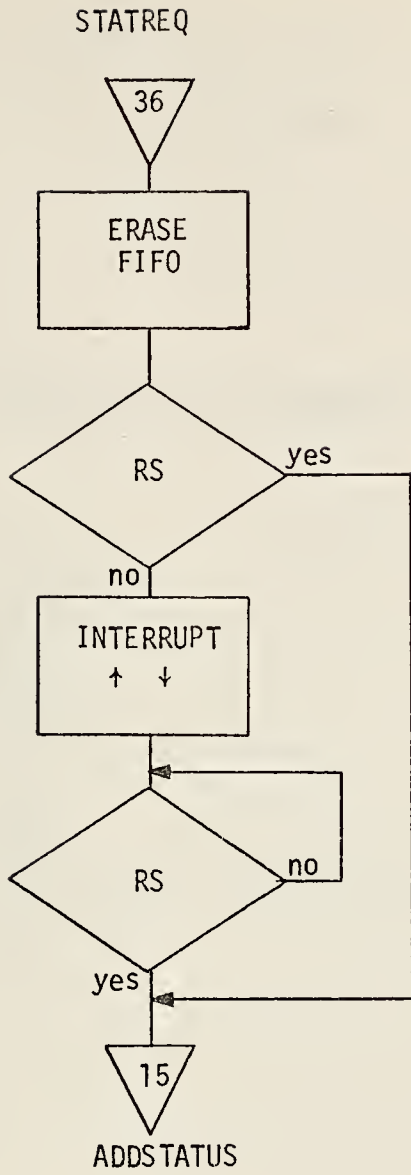 STATREQ
36
ERASE
FIFO
RS
yes
no
INTERRUPT
↑ ↓
RS
no
yes
15
ADDSTATUS